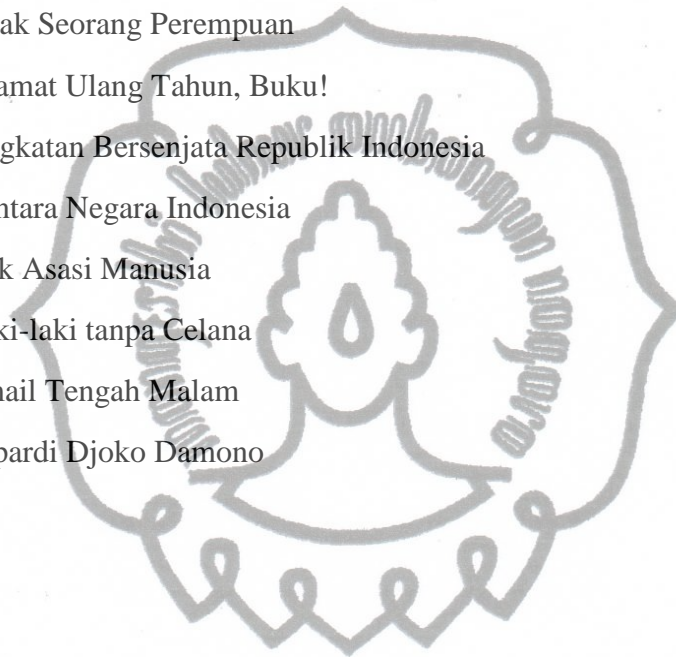 ak Seorang Perempuan
amat Ulang Tahun, Buku!
gkatan Bersenjata Republik Indonesia
ntara Negara Indonesia
k Asasi Manusia
ki-laki tanpa Celana
nail Tengah Malam
pardi Djoko Damono